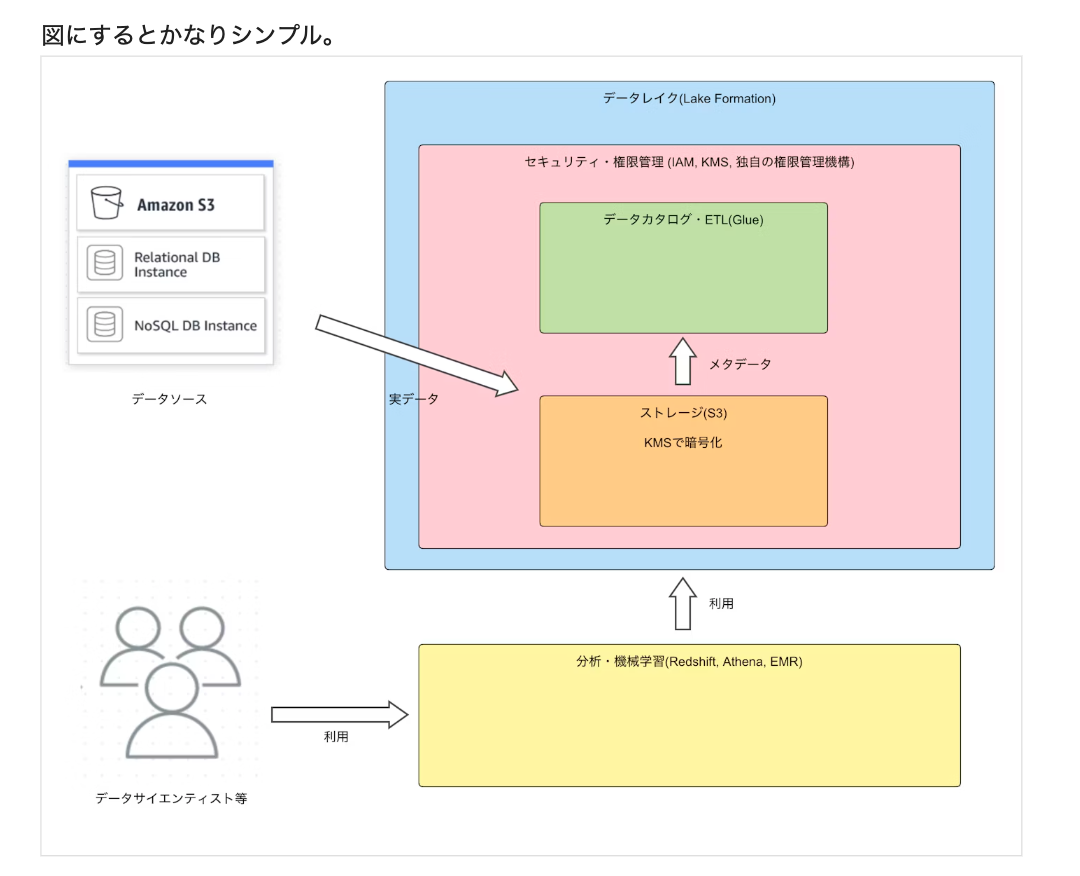 図にするとかなりシンプル。
データレイク(Lake Formation)
セキュリティ・権限管理 (IAM, KMS, 独自の権限管理機構)
データカタログ・ETL(Glue)
Amazon S3
Relational DB
Instance
NoSQL DB Instance
データソース
実データ
メタデータ
ストレージ(S3)
KMSで暗号化
利用
分析・機械学習(Redshift, Athena, EMR)
利用
データサイエンティスト等